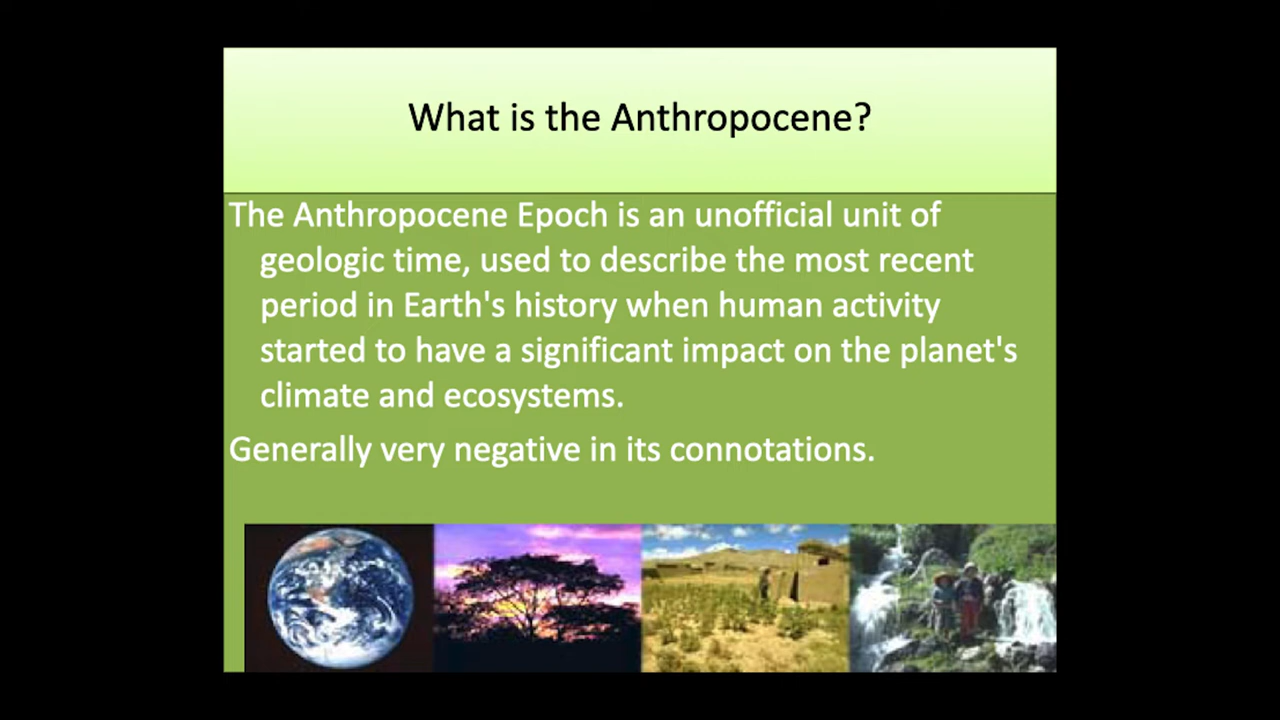 What is the Anthropocene?
The Anthropocene Epoch is an unofficial unit of
geologic time, used to describe the most recent
period in Earth's history when human activity
started to have a significant impact on the planet's
climate and ecosystems.
Generally very negative in its connotations.